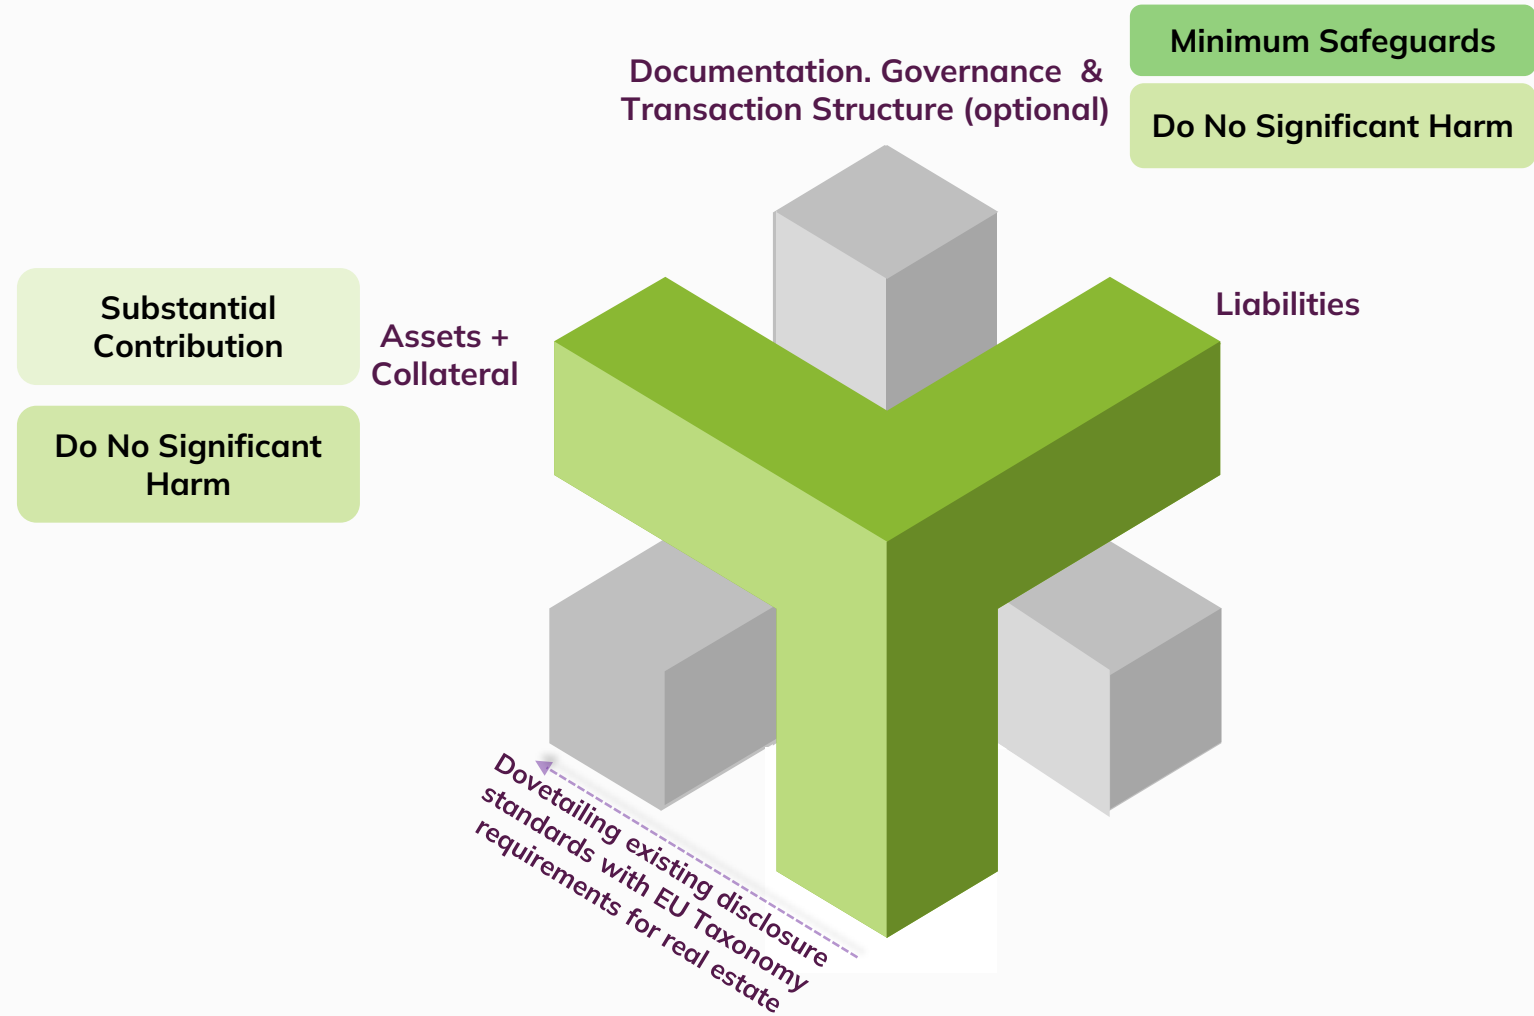 Minimum Safeguards
Documentation. Governance & 
Transaction Structure (optional)
Do No Significant Harm
Substantial
Contribution
Assets +
Collateral
Liabilities
Do No Significant
Harm
Dovetailing existing disclosure
standards with EU Taxonomy
requirements for real estate